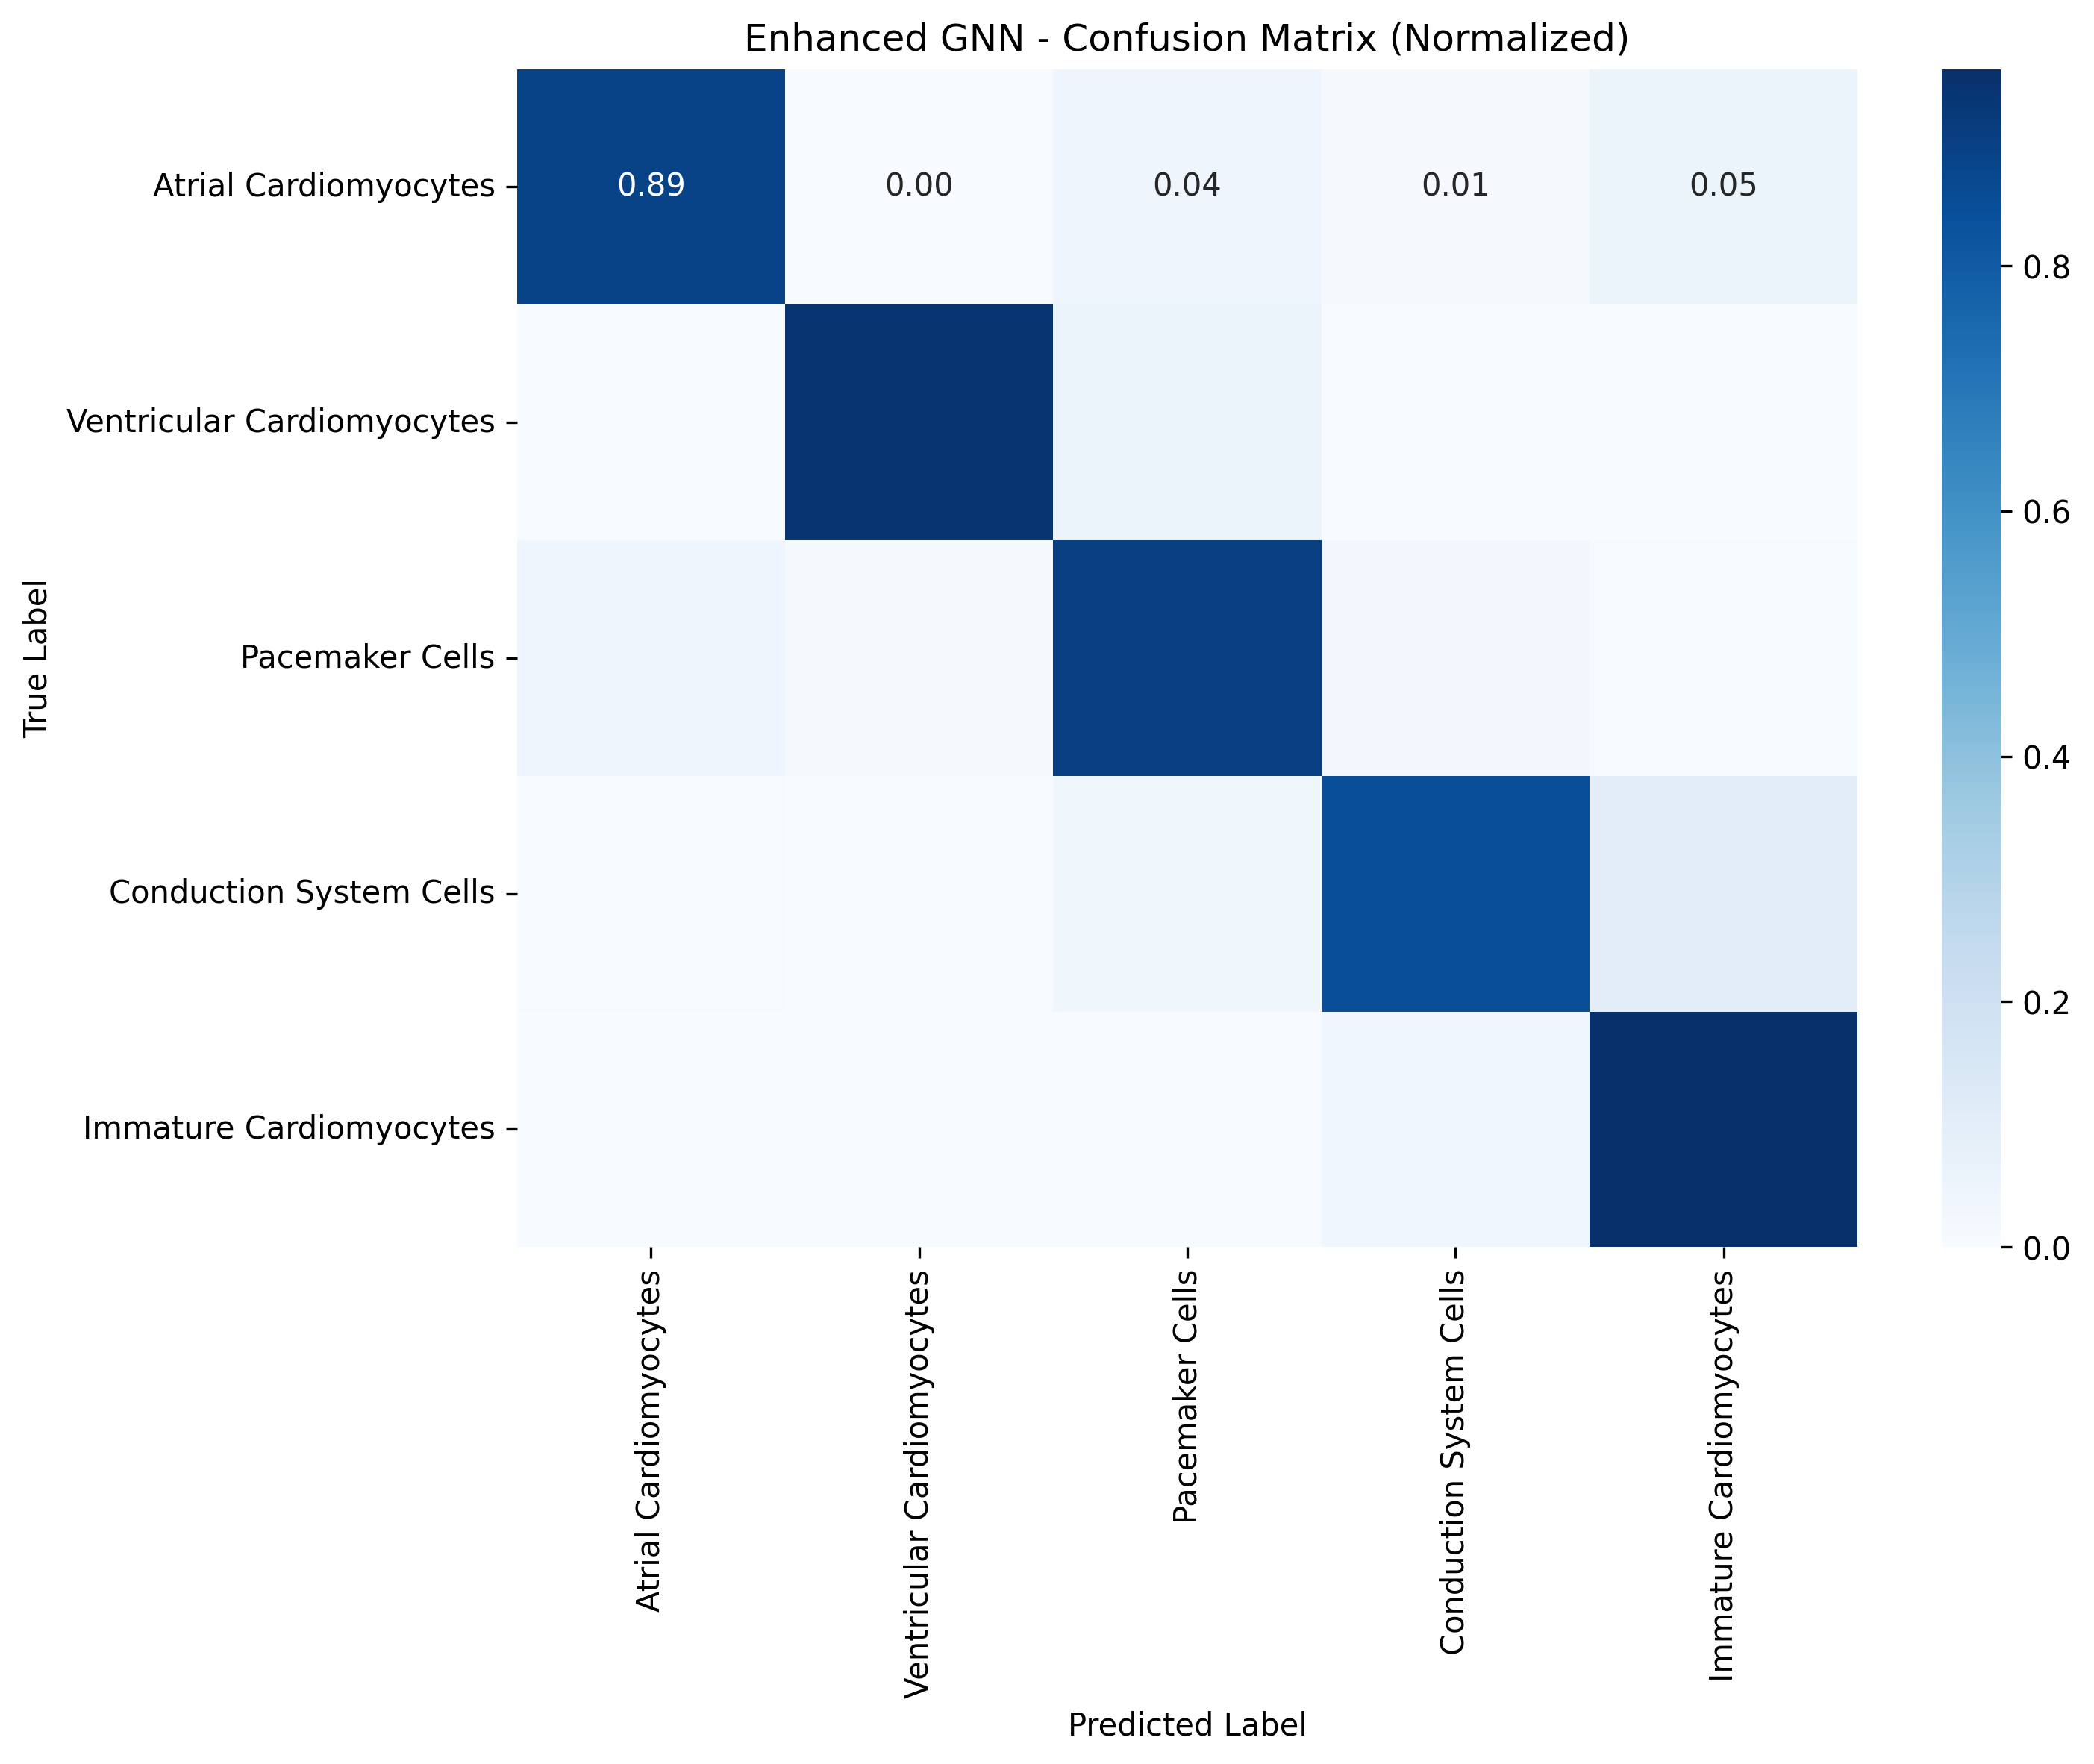 Enhanced GNN - Confusion Matrix (Normalized)
Atrial Cardiomyocytes
0.89 0.00 0.04 0.01 0.05
Ventricular Cardiomyocytes
Pacemaker Cells
Conduction System Cells
Immature Cardiomyocytes
True Label
Atrial Cardiomyocytes
Ventricular Cardiomyocytes
Pacemaker Cells
Conduction System Cells
Immature Cardiomyocytes
Predicted Label
0.8
0.6
0.4
0.2
0.0